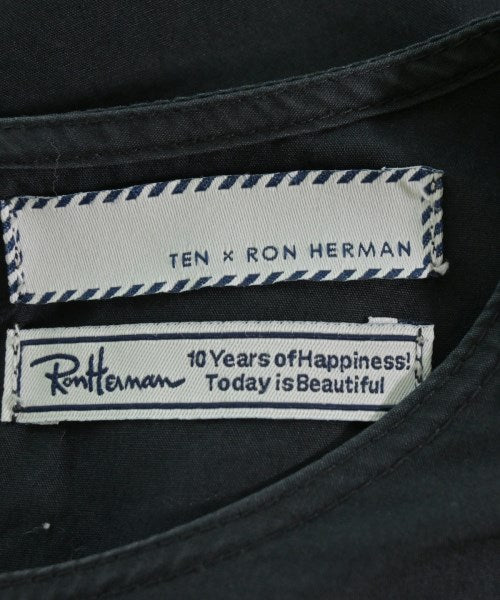 TEN × RON HERMAN
RonHerman
10 Years of Happiness!
Today is Beautiful